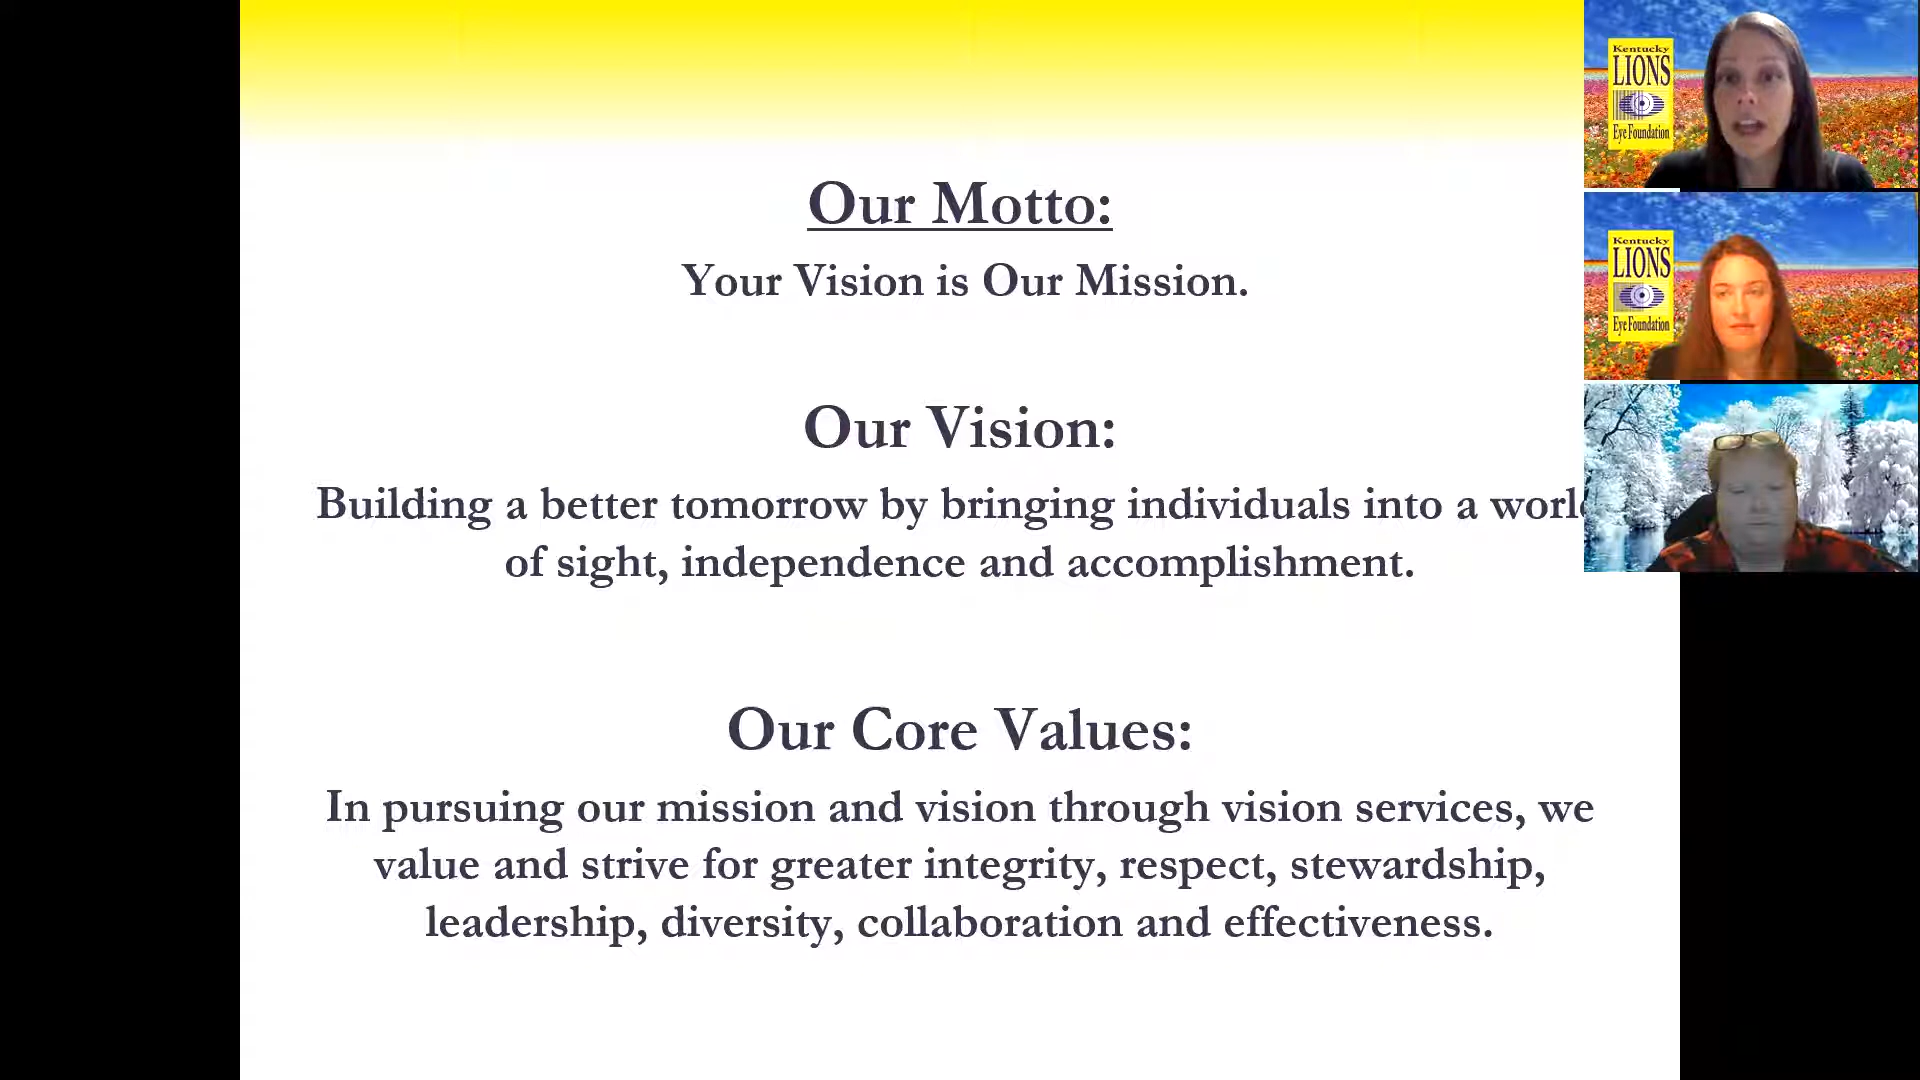 Our Motto:
Your Vision is Our Mission.
Our Vision:
Building a better tomorrow by bringing individuals into a world
of sight, independence and accomplishment.
Our Core Values:
In pursuing our mission and vision through vision services, we
value and strive for greater integrity, respect, stewardship,
leadership, diversity, collaboration and effectiveness.
Kentucky
LIONS
Eye Foundation
Kentucky
LIONS
Eye Foundation